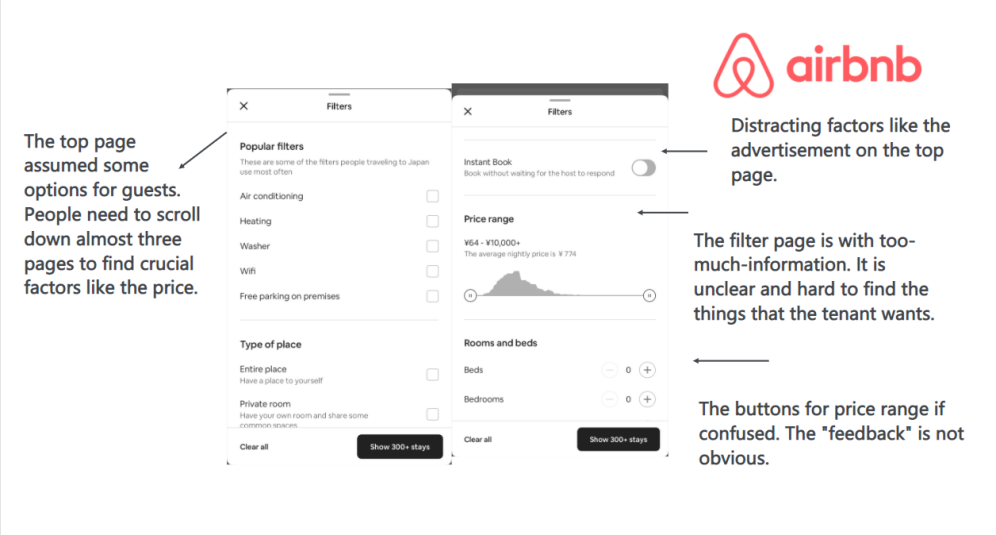 airbnb
The top page
assumed some
options for guests.
People need to scroll
down almost three
pages to find crucial
factors like the price.
Filters
Popular filters
These are some of the filters people traveling to Japan
use most often
Air conditioning
Heating
Washer
Wifi
Free parking on premises
Type of place
Entire place
Have a place to yourself
Private room
Have your own room and share some
common spaces
Clear all
Show 300+ stays
Filters
Instant Book
Book without waiting for the host to respond
Price range
¥64 - ¥10,000+
The average nightly price is ¥ 774
Rooms and beds
Beds
0
Bedrooms
0
Clear all
Show 300+ stays
Distracting factors like the
advertisement on the top
page.
The filter page is with too-
much-information. It is
unclear and hard to find the
things that the tenant wants.
The buttons for price range if
confused. The "feedback" is not
obvious.